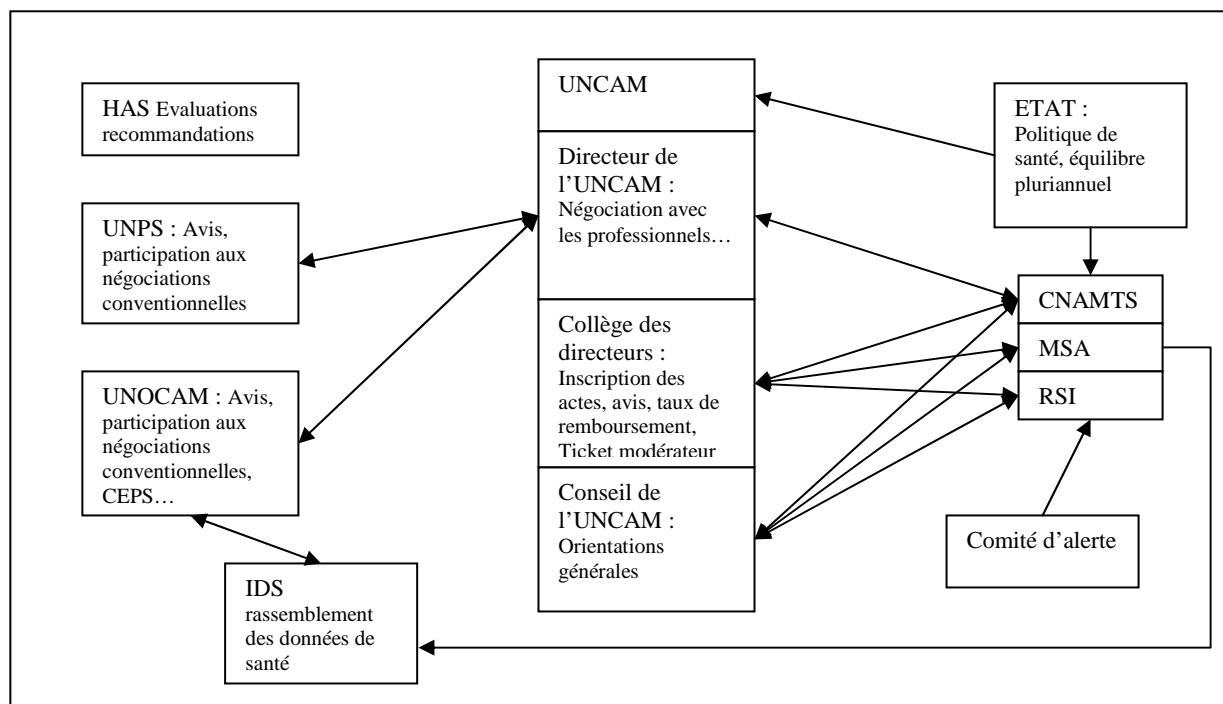 HAS Evaluations
recommandations
UNPS : Avis,
participation aux
négociations
conventionnelles
UNOCAM : Avis,
participation aux
négociations
conventionnelles,
CEPS…
IDS
rassemblement
des données de
santé
UNCAM
Directeur de
l’UNCAM :
Négociation avec
les professionnels…
Collège des
directeurs :
Inscription des
actes, avis, taux de
remboursement,
Ticket modérateur
Conseil de
l’UNCAM :
Orientations
générales
ETAT :
Politique de
santé, équilibre
pluriannuel
CNAMTS
MSA
RSI
Comité d’alerte